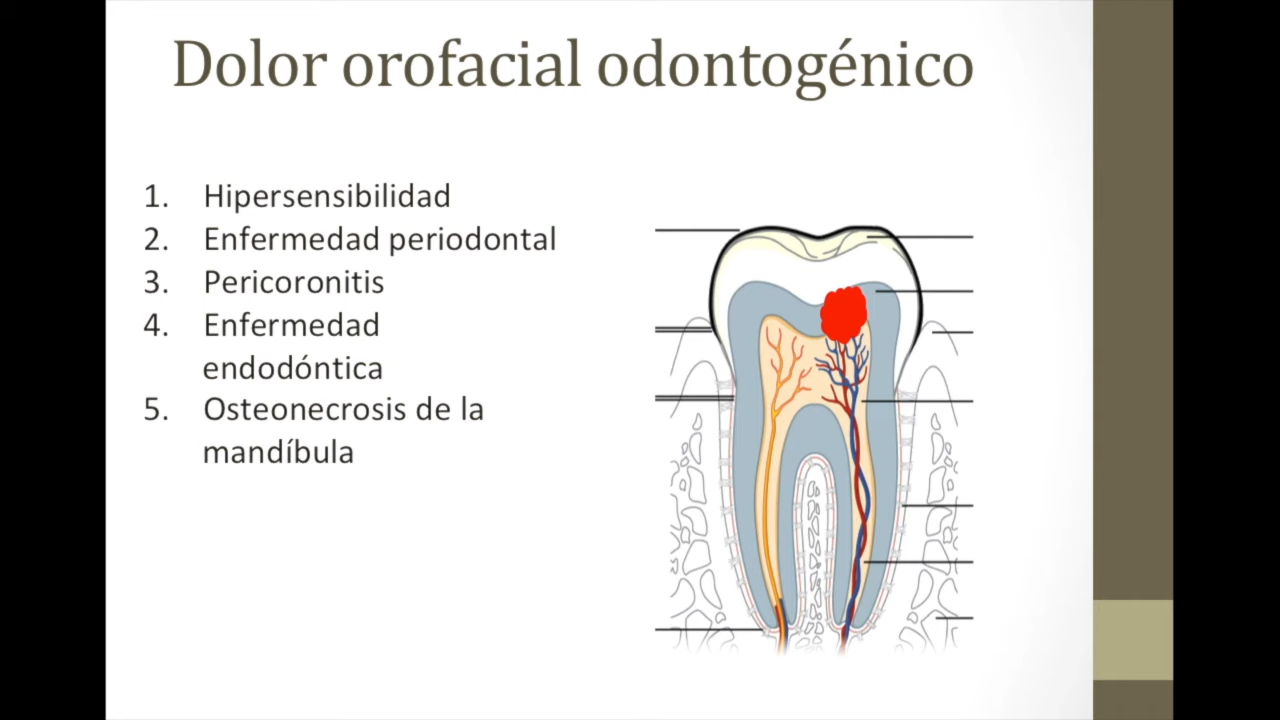 Dolor orofacial odontogénico
1. Hipersensibilidad
2. Enfermedad periodontal
3. Pericoronitis
4. Enfermedad
endodóntica
5. Osteonecrosis de la
mandíbula